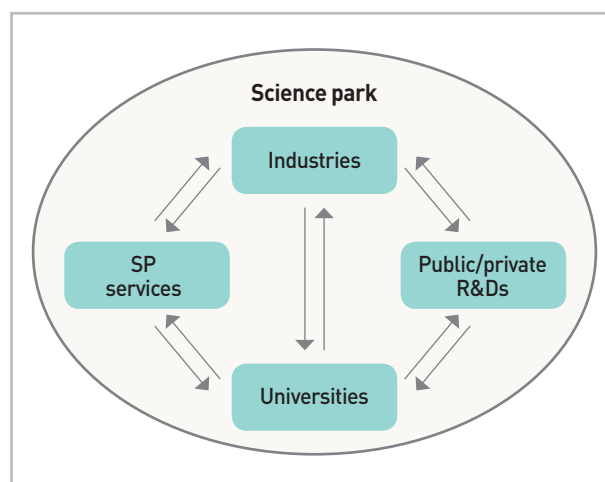 Science park
Industries
SP
services
Public/private
R&Ds
Universities